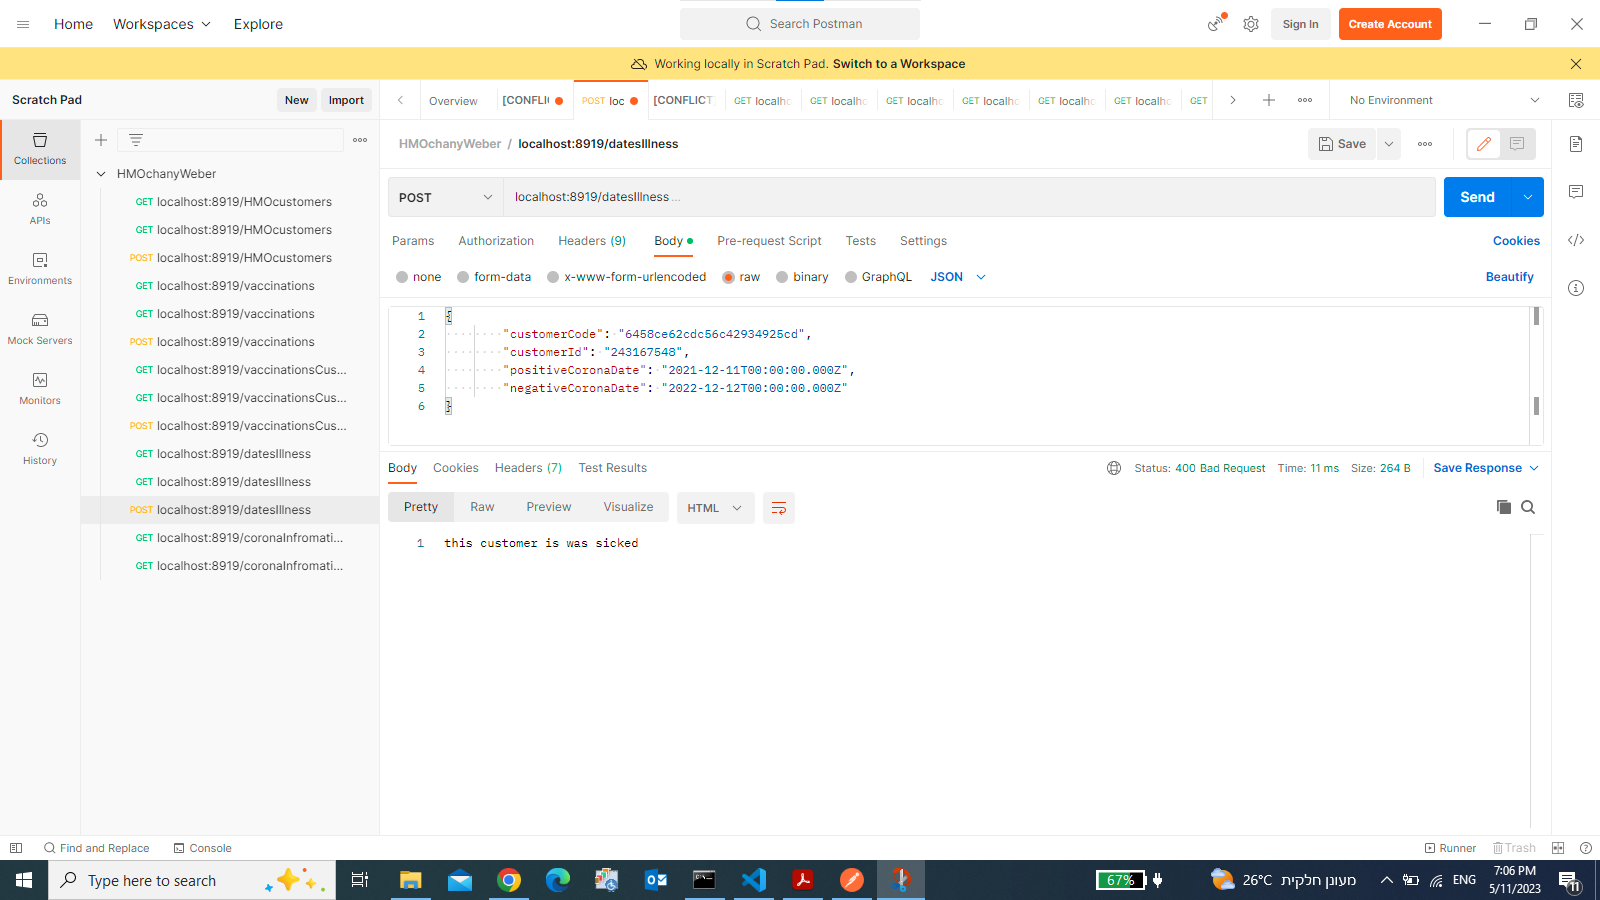 Home Workspaces Explore
Search Postman
Sign In Create Account
Working locally in Scratch Pad. Switch to a Workspace
Scratch Pad New Import
Overview [CONFLI POST loc [CONFLICT] GET localho GET localho GET localho GET localho GET localho GET localho GET
No Environment
Collections
APIs
Environments
Mock Servers
Monitors
History
HMOchanyWeber
GET localhost:8919/HMOcustomers
GET localhost:8919/HMOcustomers
POST localhost:8919/HMOcustomers
GET localhost:8919/vaccinations
GET localhost:8919/vaccinations
POST localhost:8919/vaccinations
GET localhost:8919/vaccinationsCus...
GET localhost:8919/vaccinationsCus...
POST localhost:8919/vaccinationsCus...
GET localhost:8919/datesIllness
GET localhost:8919/datesIllness
POST localhost:8919/datesIllness
GET localhost:8919/coronaInfromati...
GET localhost:8919/coronaInfromati...
HMOchanyWeber / localhost:8919/datesIllness
Save
POST localhost:8919/datesIllness ...
Send
Params Authorization Headers (9) Body Pre-request Script Tests Settings Cookies
none form-data x-www-form-urlencoded raw binary GraphQL JSON Beautify
1 {
2 "customerCode": "6458ce62cdc56c42934925cd",
3 "customerId": "243167548",
4 "positiveCoronaDate": "2021-12-11T00:00:00.000Z",
5 "negativeCoronaDate": "2022-12-12T00:00:00.000Z"
6 }
Body Cookies Headers (7) Test Results
Status: 400 Bad Request Time: 11 ms Size: 264 B Save Response
Pretty Raw Preview Visualize HTML
1 this customer is was sicked
Find and Replace Console
Runner Trash
Type here to search
67%
26°C מעונן חלקית
ENG
7:06 PM
5/11/2023
11